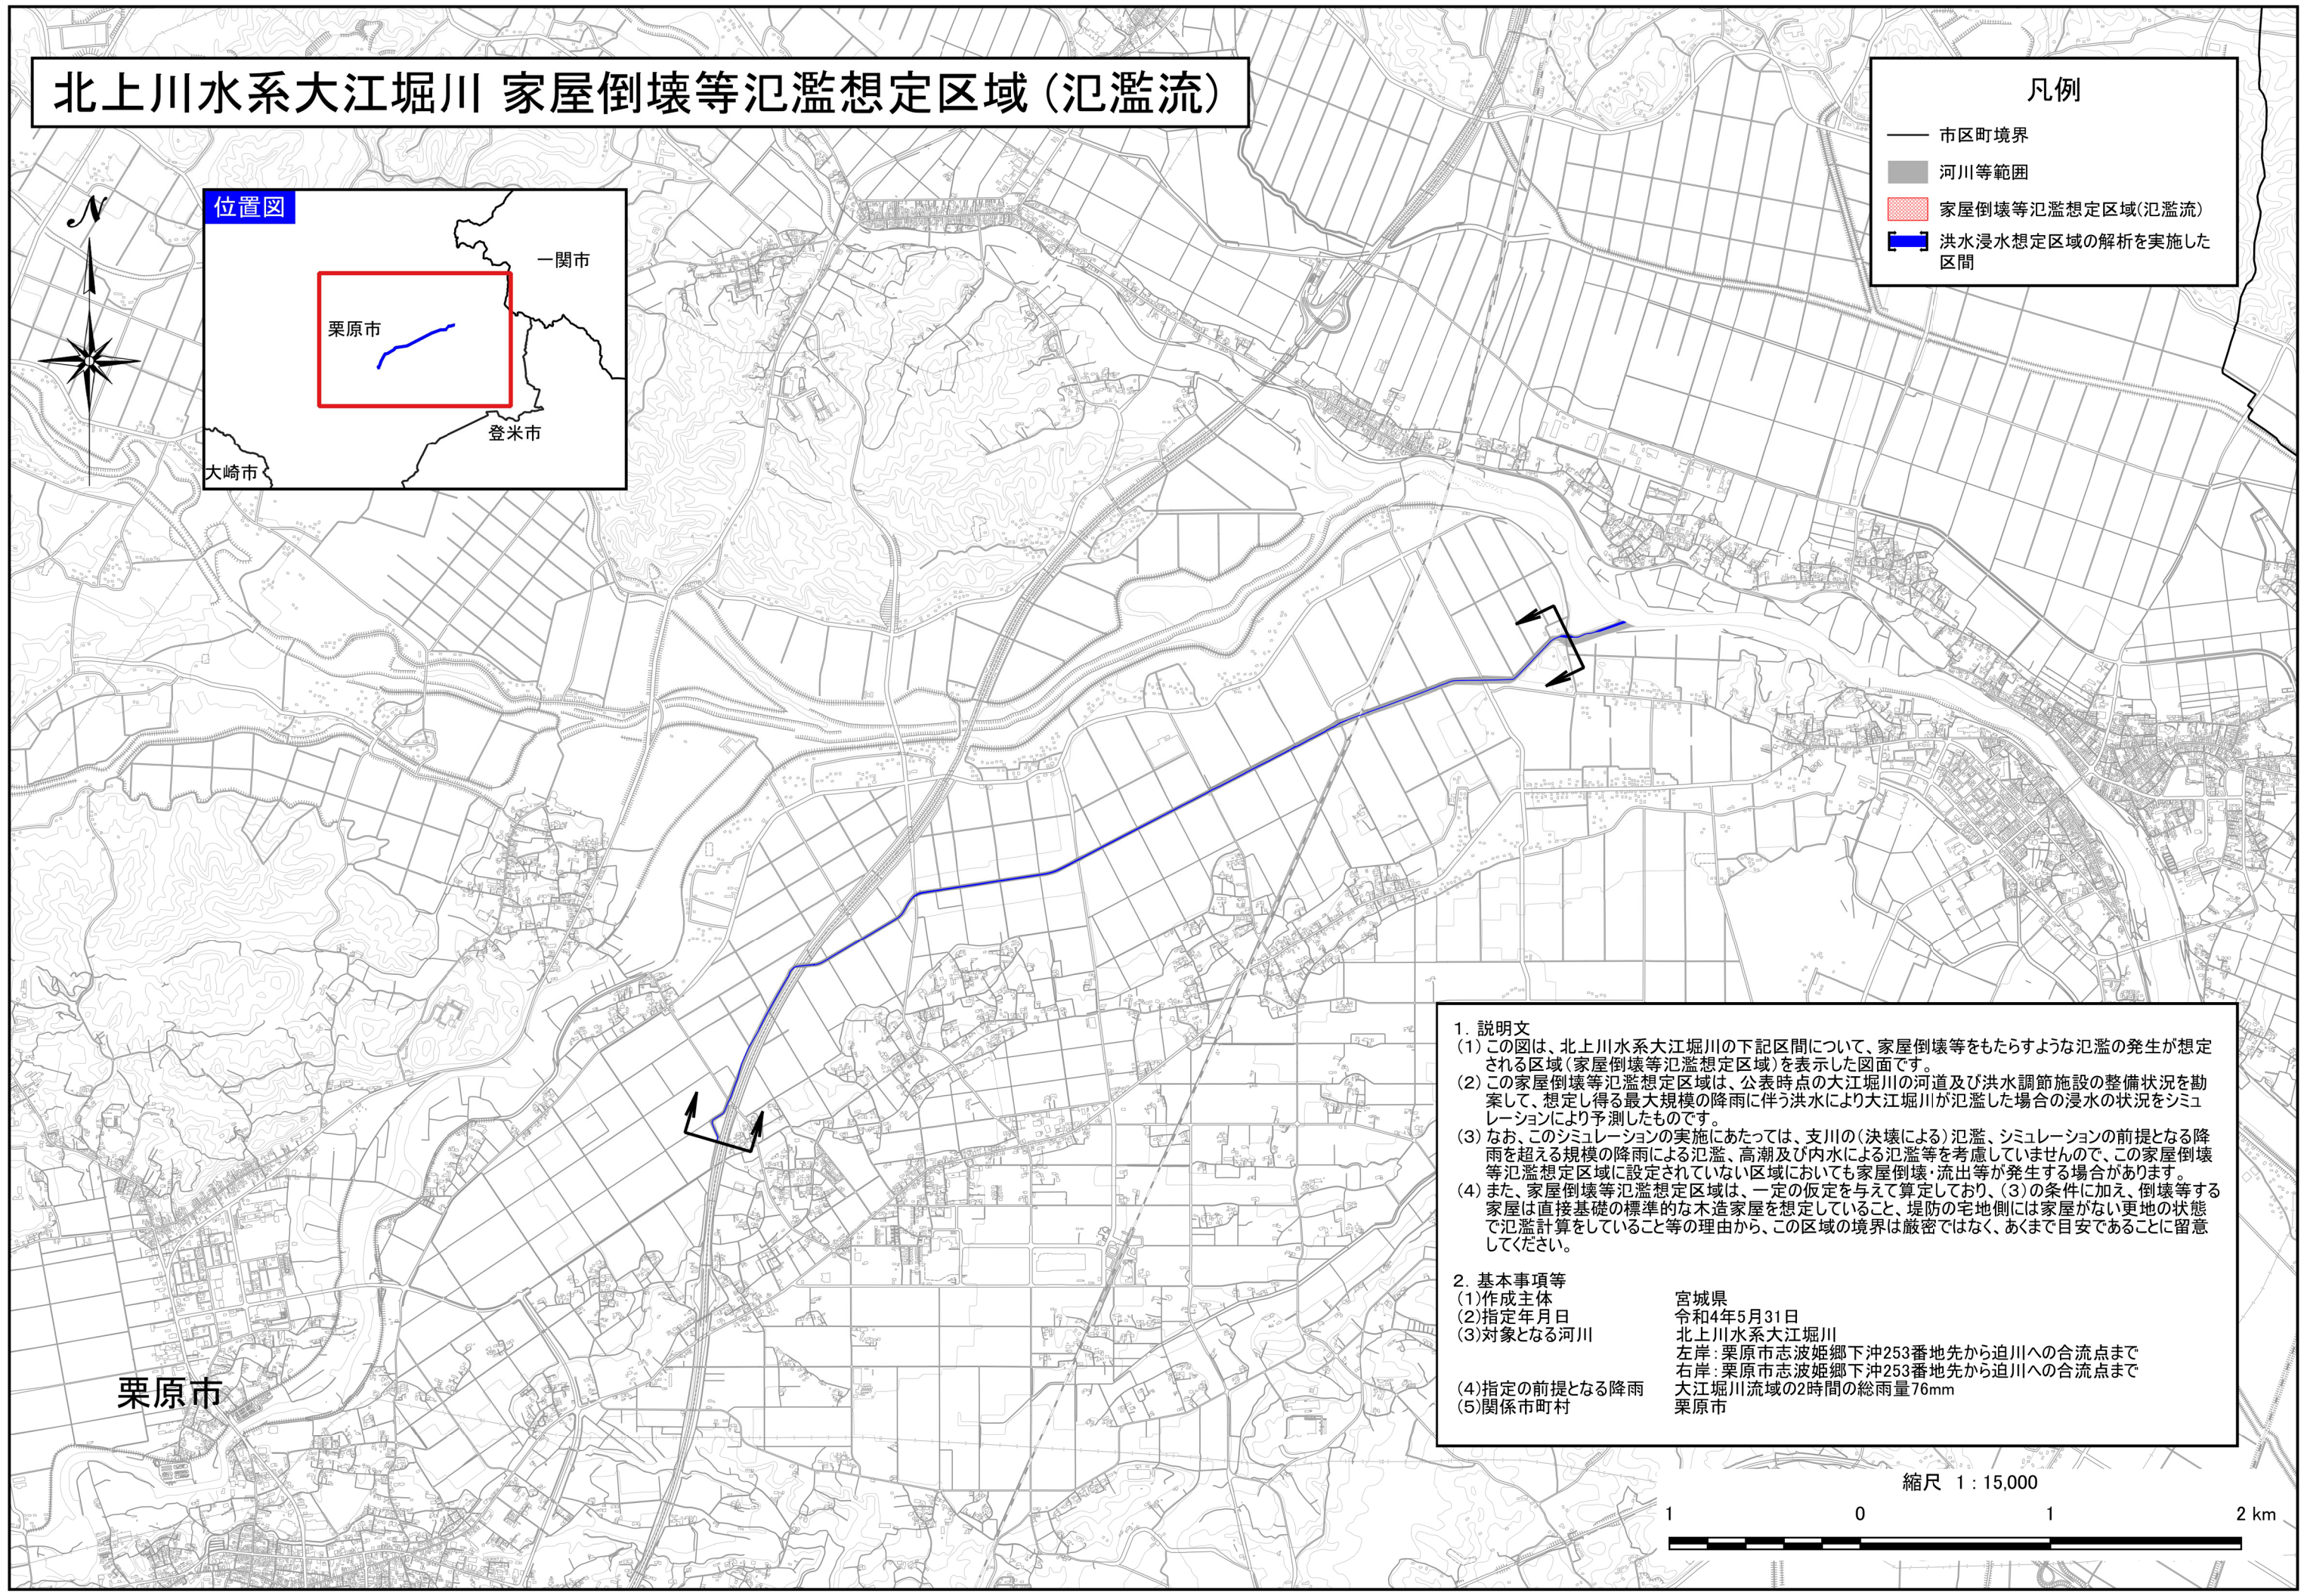 北上川水系大江堀川 家屋倒壊等氾濫想定区域（氾濫流）
凡例
市区町境界
河川等範囲
家屋倒壊等氾濫想定区域(氾濫流)
洪水浸水想定区域の解析を実施した
区間
N
位置図
一関市
栗原市
登米市
大崎市
栗原市
1. 説明文
(1) この図は、北上川水系大江堀川の下記区間について、家屋倒壊等をもたらすような氾濫の発生が想定
される区域（家屋倒壊等氾濫想定区域）を表示した図面です。
(2) この家屋倒壊等氾濫想定区域は、公表時点の大江堀川の河道及び洪水調節施設の整備状況を勘
案して、想定し得る最大規模の降雨に伴う洪水により大江堀川が氾濫した場合の浸水の状況をシミュ
レーションにより予測したものです。
(3) なお、このシミュレーションの実施にあたっては、支川の（決壊による）氾濫、シミュレーションの前提となる降
雨を超える規模の降雨による氾濫、高潮及び内水による氾濫等を考慮していませんので、この家屋倒壊
等氾濫想定区域に設定されていない区域においても家屋倒壊・流出等が発生する場合があります。
(4) また、家屋倒壊等氾濫想定区域は、一定の仮定を与えて算定しており、（3）の条件に加え、倒壊等する
家屋は直接基礎の標準的な木造家屋を想定していること、堤防の宅地側には家屋がない更地の状態
で氾濫計算をしていること等の理由から、この区域の境界は厳密ではなく、あくまで目安であることに留意
してください。
2. 基本事項等
(1)作成主体 宮城県
(2)指定年月日 令和4年5月31日
(3)対象となる河川 北上川水系大江堀川
左岸：栗原市志波姫郷下沖253番地先から迫川への合流点まで
右岸：栗原市志波姫郷下沖253番地先から迫川への合流点まで
(4)指定の前提となる降雨 大江堀川流域の2時間の総雨量76mm
(5)関係市町村 栗原市
縮尺 1：15,000
1 0 1 2 km